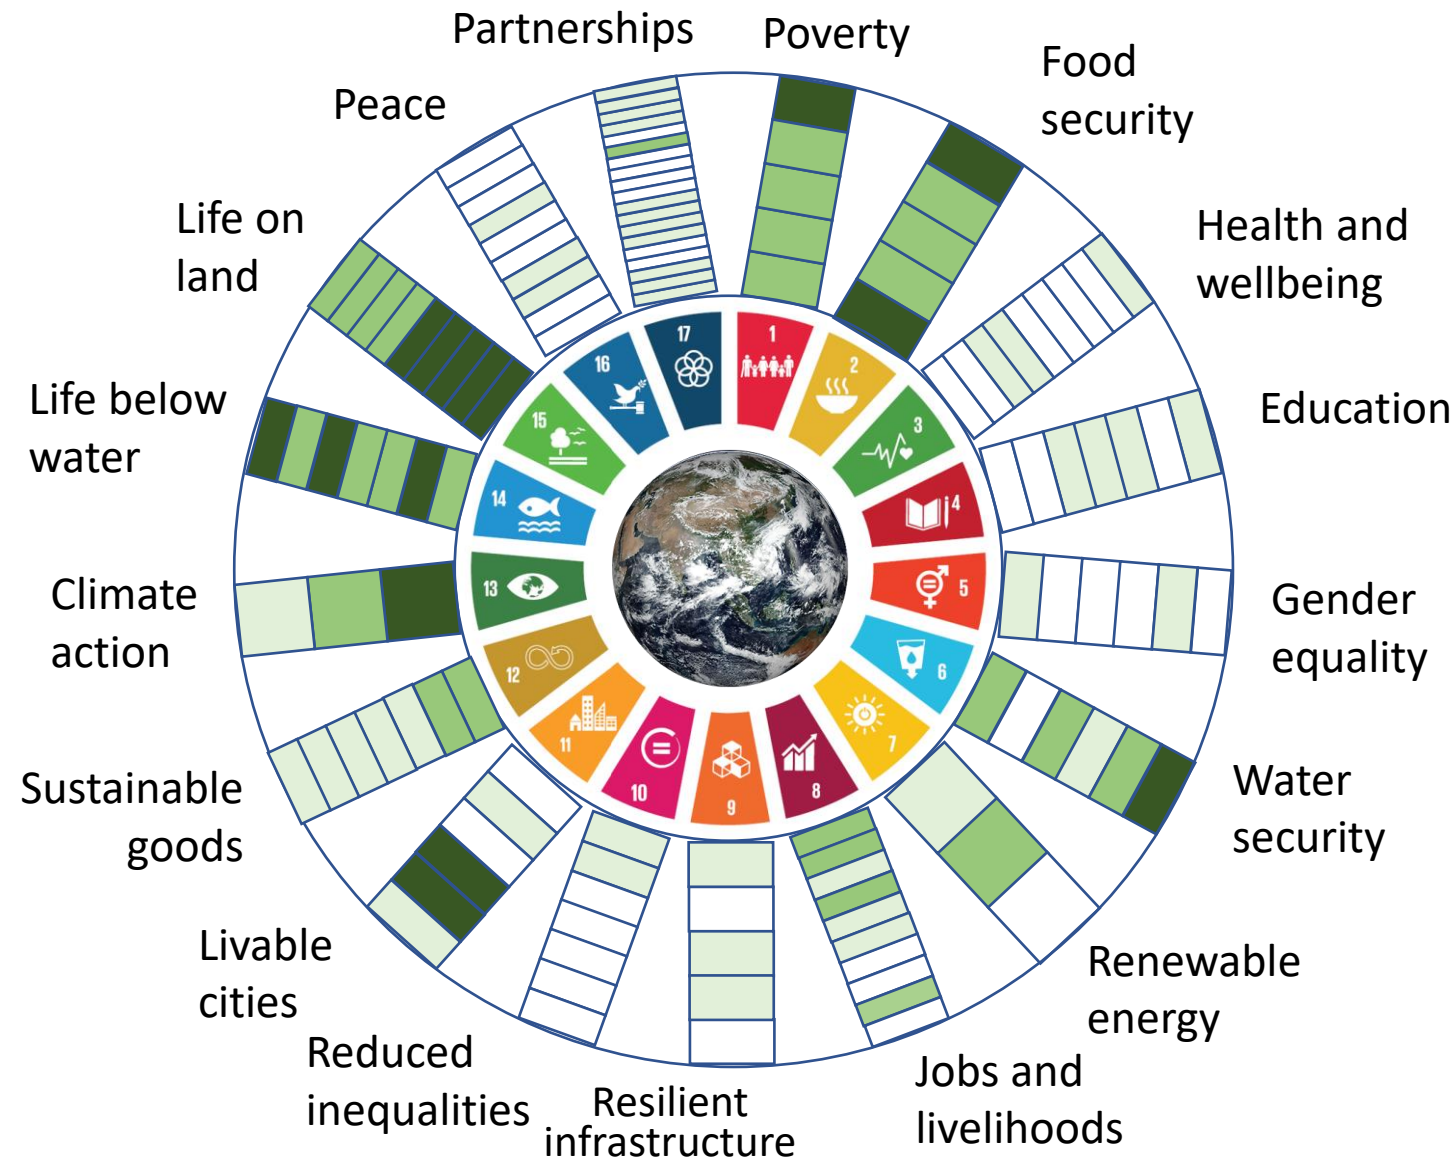 Partnerships
Poverty
Food
security
Health and
wellbeing
Education
Gender
equality
Water
security
Renewable
energy
Jobs and
livelihoods
Resilient
infrastructure
Reduced
inequalities
Livable
cities
Sustainable
goods
Climate
action
Life below
water
Life on
land
Peace
1
2
3
4
5
6
7
8
9
10
11
12
13
14
15
16
17